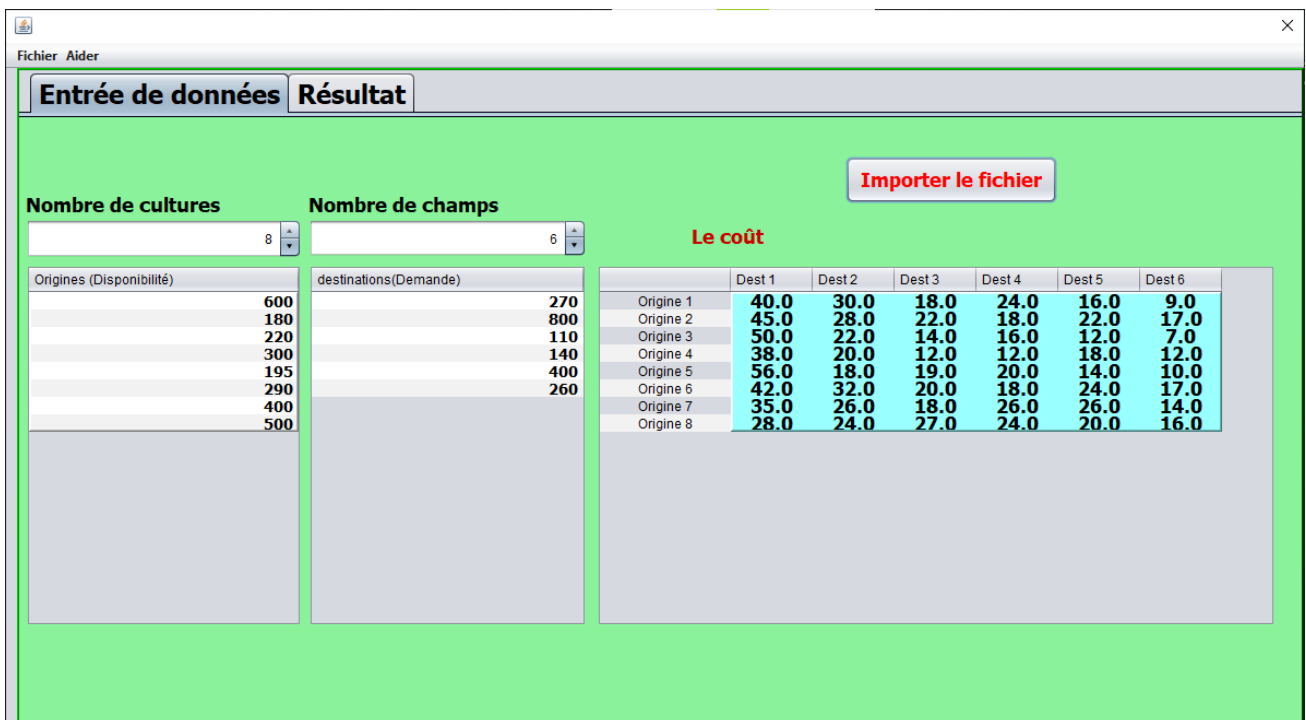 Fichier Aider
Entrée de données Résultat
Importer le fichier
Nombre de cultures Nombre de champs
8 6 Le coût
Origines (Disponibilité) destinations(Demande) Dest 1 Dest 2 Dest 3 Dest 4 Dest 5 Dest 6
600 270 Origine 1 40.0 30.0 18.0 24.0 16.0 9.0
180 800 Origine 2 45.0 28.0 22.0 18.0 22.0 17.0
220 110 Origine 3 50.0 22.0 14.0 16.0 12.0 7.0
300 140 Origine 4 38.0 20.0 12.0 12.0 18.0 12.0
195 400 Origine 5 56.0 18.0 19.0 20.0 14.0 10.0
290 260 Origine 6 42.0 32.0 20.0 18.0 24.0 17.0
400 Origine 7 35.0 26.0 18.0 26.0 26.0 14.0
500 Origine 8 28.0 24.0 27.0 24.0 20.0 16.0